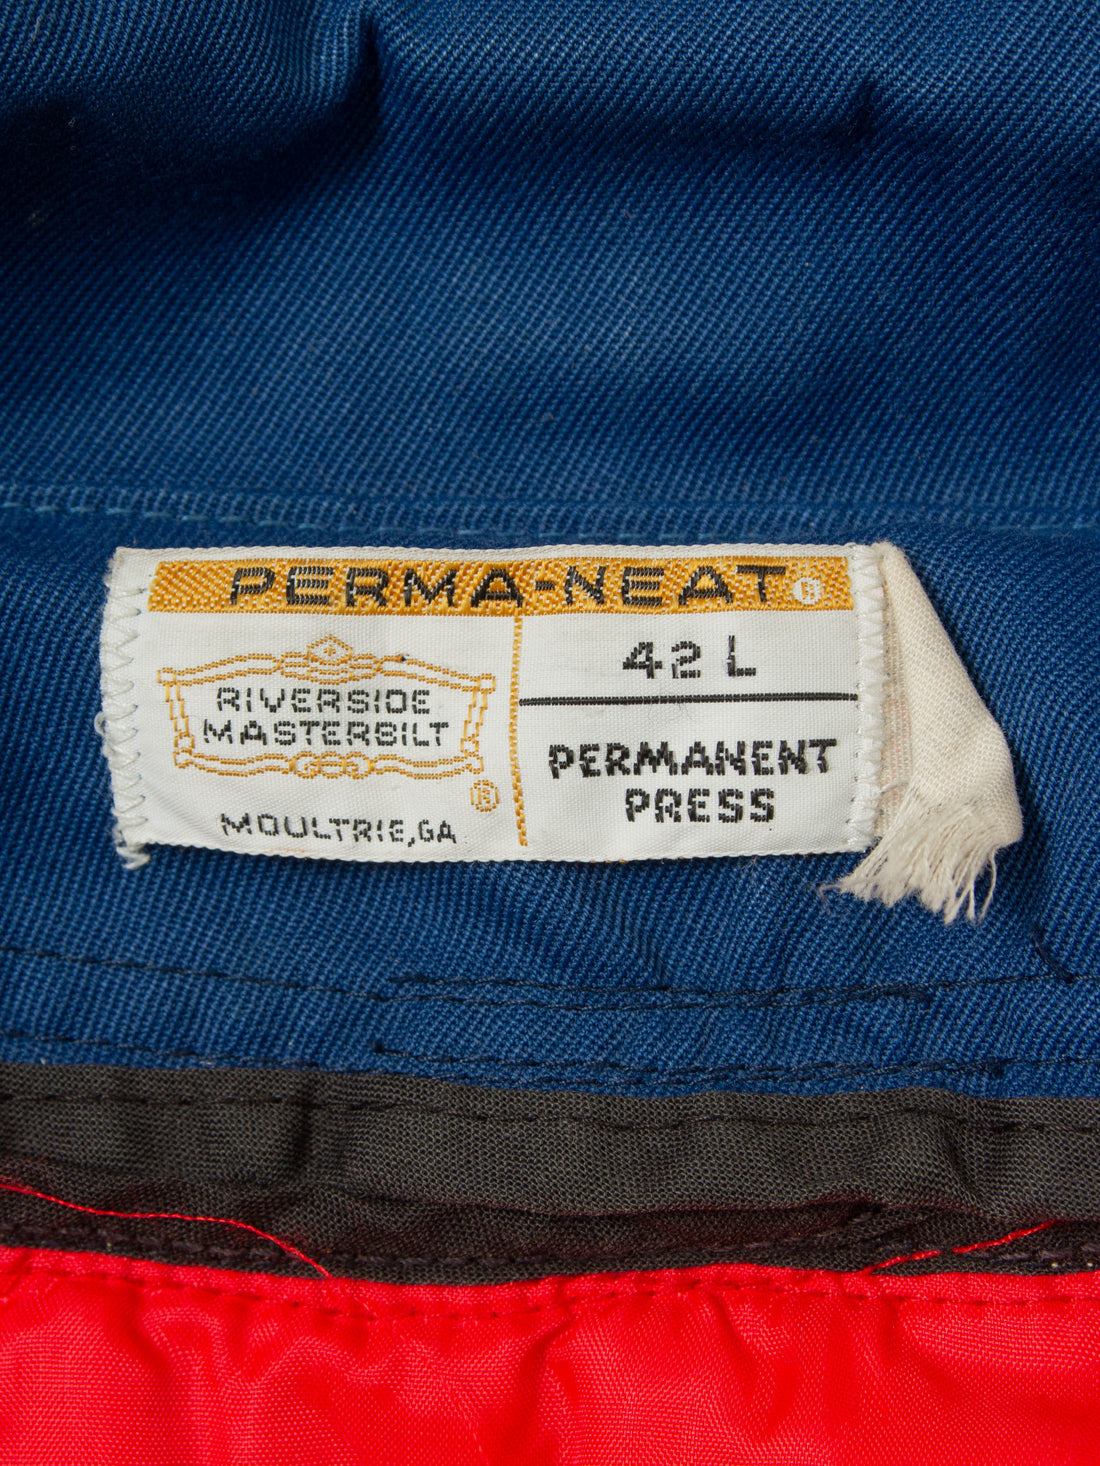 PERMA-NEAT®
RIVERSIDE
MASTERBILT
®
MOULTRIE, GA
42 L
PERMANENT
PRESS